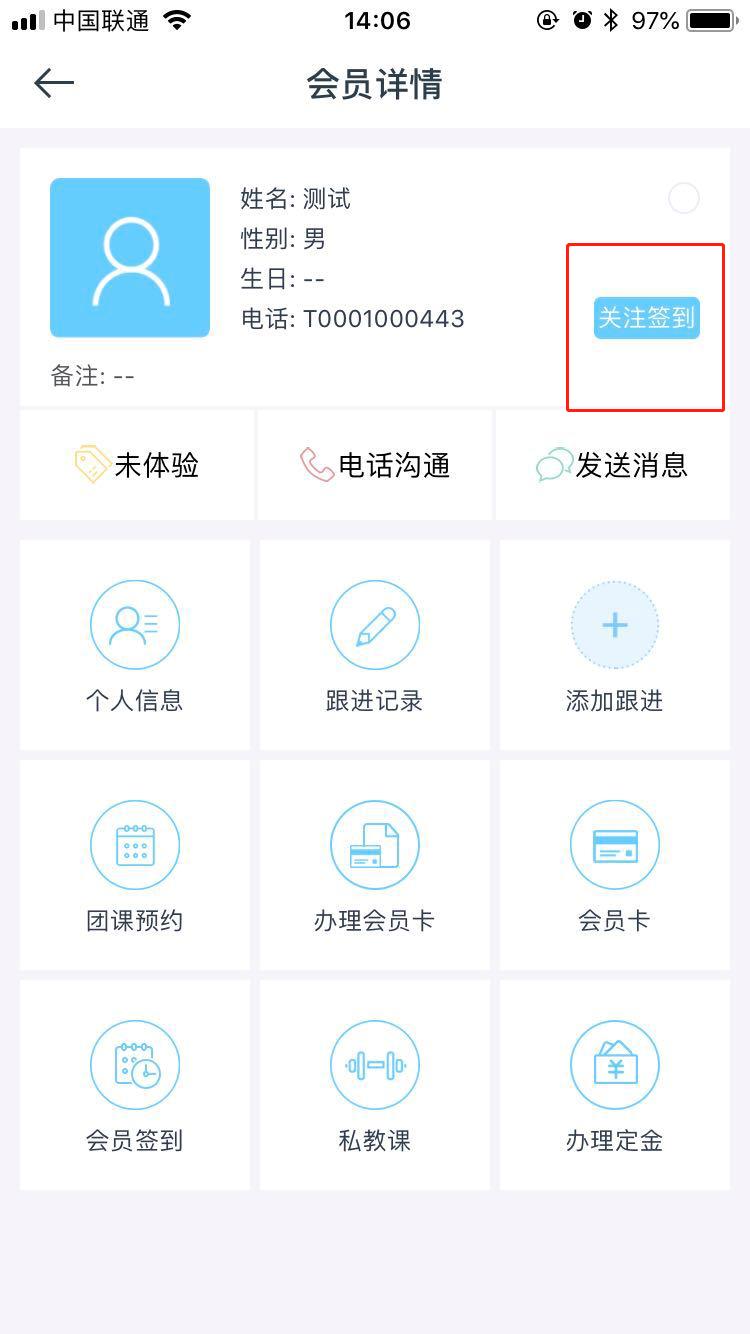 中国联通 14:06 97%
会员详情
姓名: 测试
性别: 男
生日: --
电话: T0001000443
关注签到
备注: --
未体验 电话沟通 发送消息
个人信息 跟进记录 添加跟进
团课预约 办理会员卡 会员卡
会员签到 私教课 办理定金